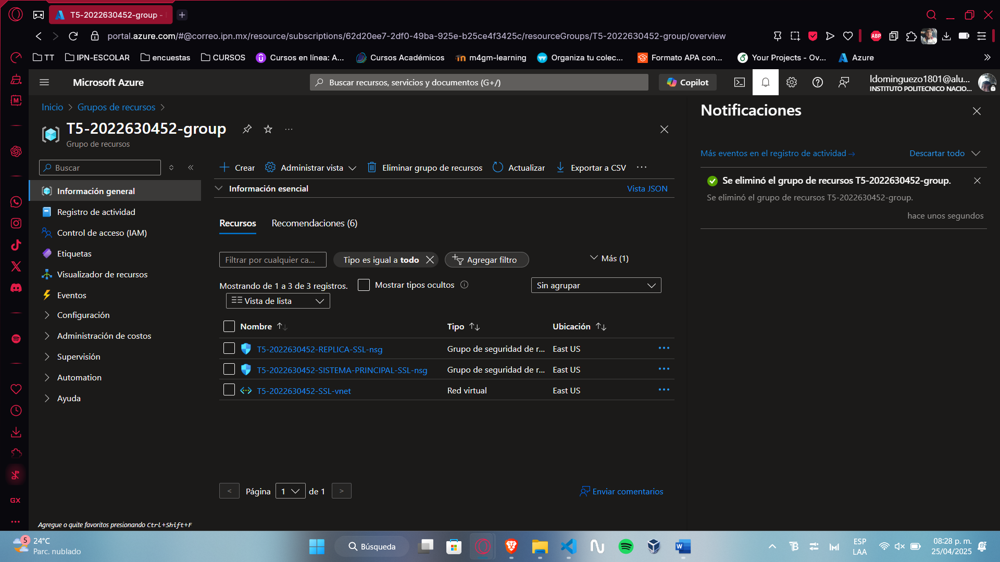 T5-2022630452-group -
portal.azure.com/#@correo.ipn.mx/resource/subscriptions/62d20ee7-2df0-49ba-925e-b25ce4f3425c/resourceGroups/T5-2022630452-group/overview
ABP
TT
IPN-ESCOLAR
encuestas
CURSOS
Cursos en línea: A...
Cursos Académicos
m4gm-learning
Organiza tu colec...
Formato APA con...
Your Projects - Ov...
Azure
Microsoft Azure
Buscar recursos, servicios y documentos (G+/)
Copilot
ldominguezo1801@alu...
INSTITUTO POLITECNICO NACIO...
Inicio > Grupos de recursos >
T5-2022630452-group
Grupo de recursos
Buscar
Información general
Registro de actividad
Control de acceso (IAM)
Etiquetas
Visualizador de recursos
Eventos
Configuración
Administración de costos
Supervisión
Automation
Ayuda
Agregue o quite favoritos presionando Ctrl+Shift+F
Crear
Administrar vista
Eliminar grupo de recursos
Actualizar
Exportar a CSV
Información esencial
Vista JSON
Recursos
Recomendaciones (6)
Filtrar por cualquier ca...
Tipo es igual a todo
Agregar filtro
Más (1)
Mostrando de 1 a 3 de 3 registros.
Mostrar tipos ocultos
Sin agrupar
Vista de lista
Nombre Tipo Ubicación
T5-2022630452-REPLICA-SSL-nsg Grupo de seguridad de r... East US
T5-2022630452-SISTEMA-PRINCIPAL-SSL-nsg Grupo de seguridad de r... East US
T5-2022630452-SSL-vnet Red virtual East US
< Página 1 de 1 >
Enviar comentarios
Notificaciones
Más eventos en el registro de actividad →
Descartar todo
Se eliminó el grupo de recursos T5-2022630452-group.
Se eliminó el grupo de recursos T5-2022630452-group.
hace unos segundos
GX
5
24°C
Parc. nublado
Búsqueda
ESP
LAA
08:28 p. m.
25/04/2025